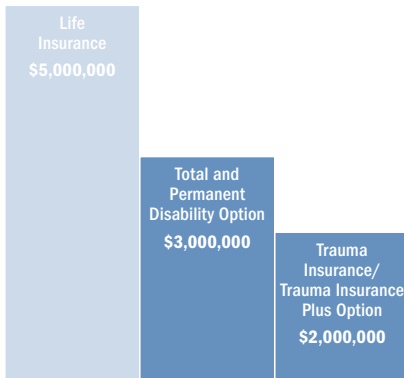 Life
Insurance
$5,000,000
Total and
Permanent
Disability Option
$3,000,000
Trauma
Insurance/
Trauma Insurance
Plus Option
$2,000,000